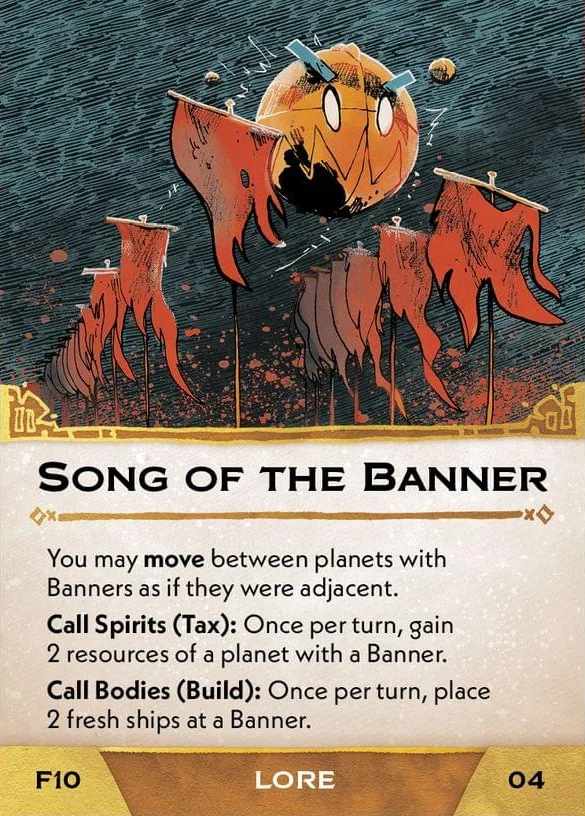 SONG OF THE BANNER
You may move between planets with
Banners as if they were adjacent.
Call Spirits (Tax): Once per turn, gain
2 resources of a planet with a Banner.
Call Bodies (Build): Once per turn, place
2 fresh ships at a Banner.
F10 LORE 04